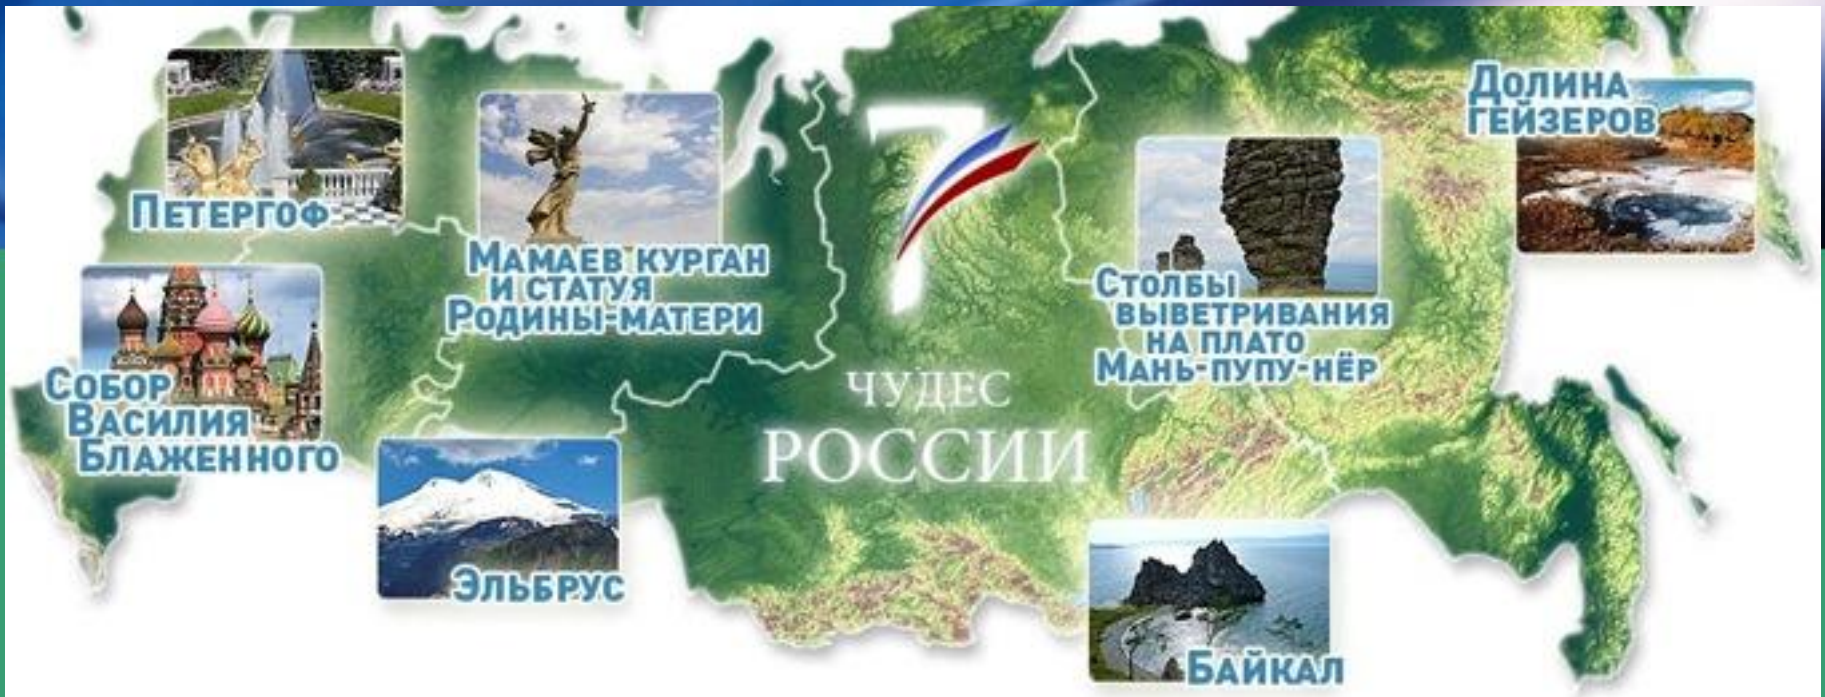 Петергоф
Мамаев курган
и статуя
Родины-матери
7
чудес
России
Столбы
выветривания
на плато
Мань-пупу-нёр
Долина
гейзеров
Собор
Василия
Блаженного
Эльбрус
Байкал